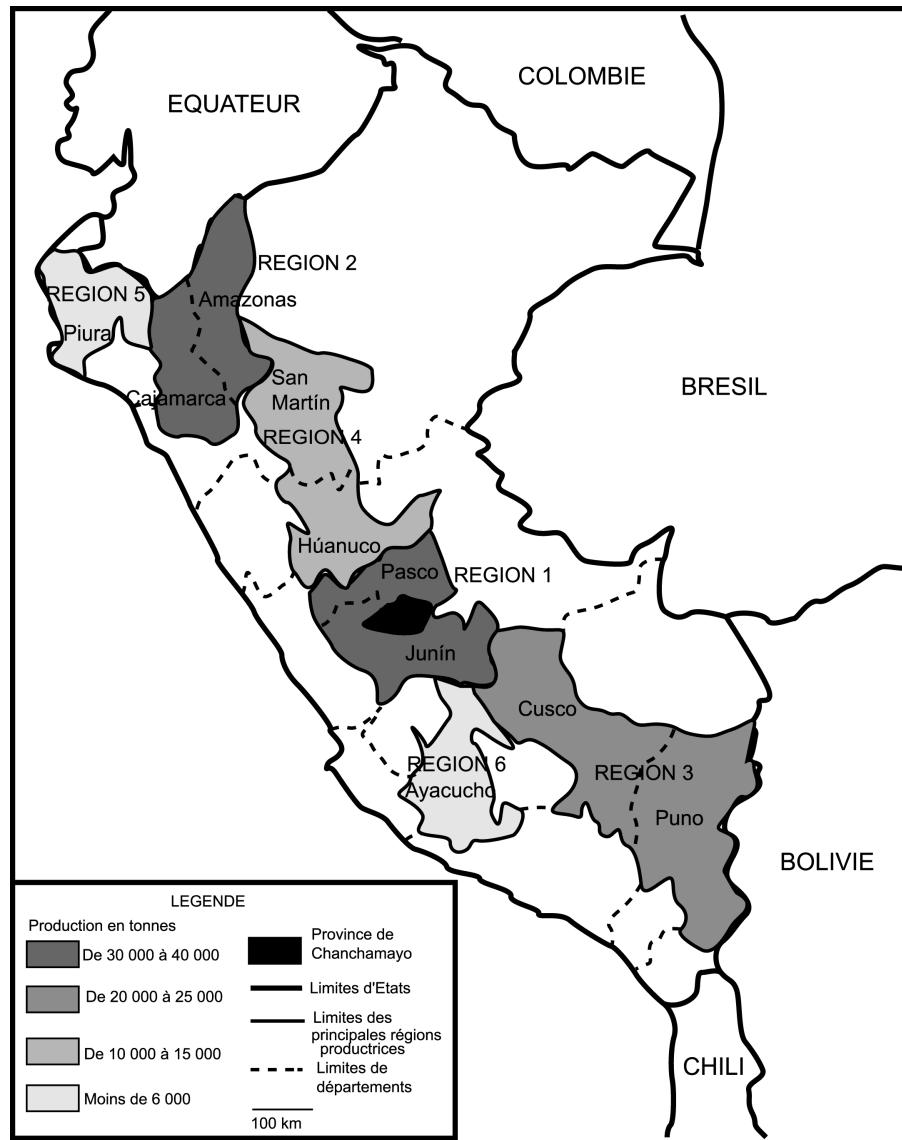 COLOMBIE
EQUATEUR
REGION 2
REGION 5
Amazonas
Piura
San
Martín
Cajamarca
BRESIL
REGION 4
Húanuco
Pasco
REGION 1
Junín
Cusco
REGION 6
Ayacucho
REGION 3
Puno
BOLIVIE
CHILI
LEGENDE
Production en tonnes
De 30 000 à 40 000
De 20 000 à 25 000
De 10 000 à 15 000
Moins de 6 000
Province de
Chanchamayo
Limites d'Etats
Limites des
principales régions
productrices
Limites de
départements
100 km